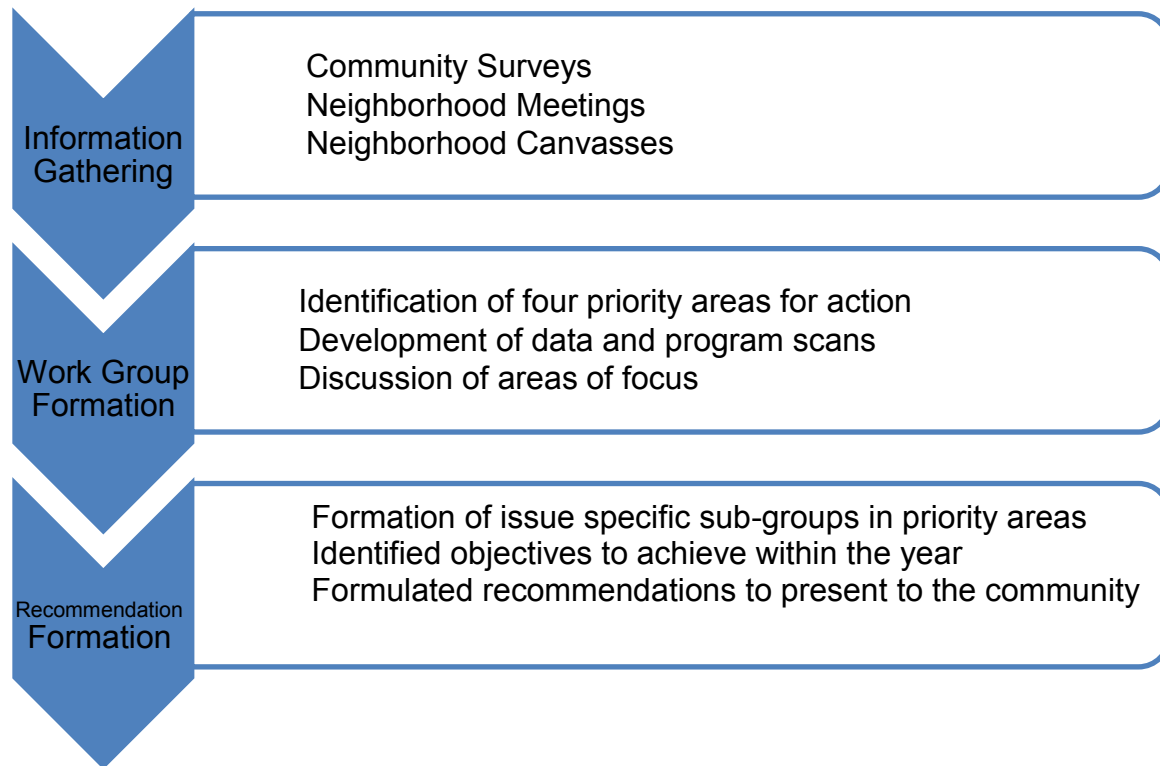 Information
Gathering
Community Surveys
Neighborhood Meetings
Neighborhood Canvasses
Work Group
Formation
Identification of four priority areas for action
Development of data and program scans
Discussion of areas of focus
Recommendation
Formation
Formation of issue specific sub-groups in priority areas
Identified objectives to achieve within the year
Formulated recommendations to present to the community